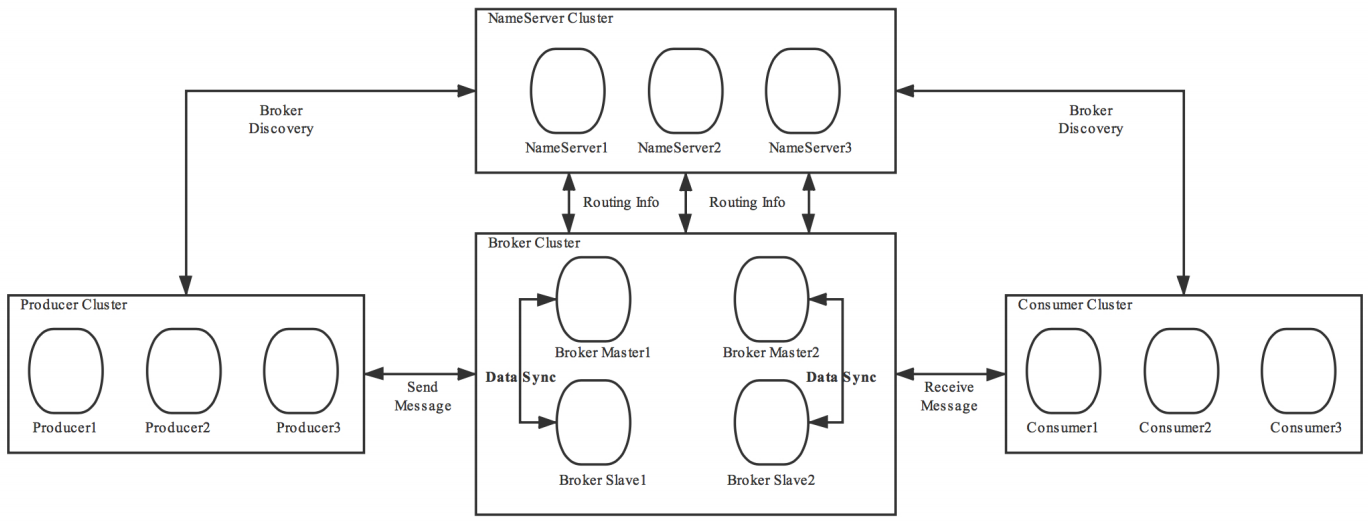 NameServer Cluster
NameServer1
NameServer2
NameServer3
Broker
Discovery
Broker
Discovery
Routing Info
Routing Info
Broker Cluster
Broker Master1
Broker Master2
Data Sync
Data Sync
Broker Slave1
Broker Slave2
Producer Cluster
Producer1
Producer2
Producer3
Send
Message
Receive
Message
Consumer Cluster
Consumer1
Consumer2
Consumer3